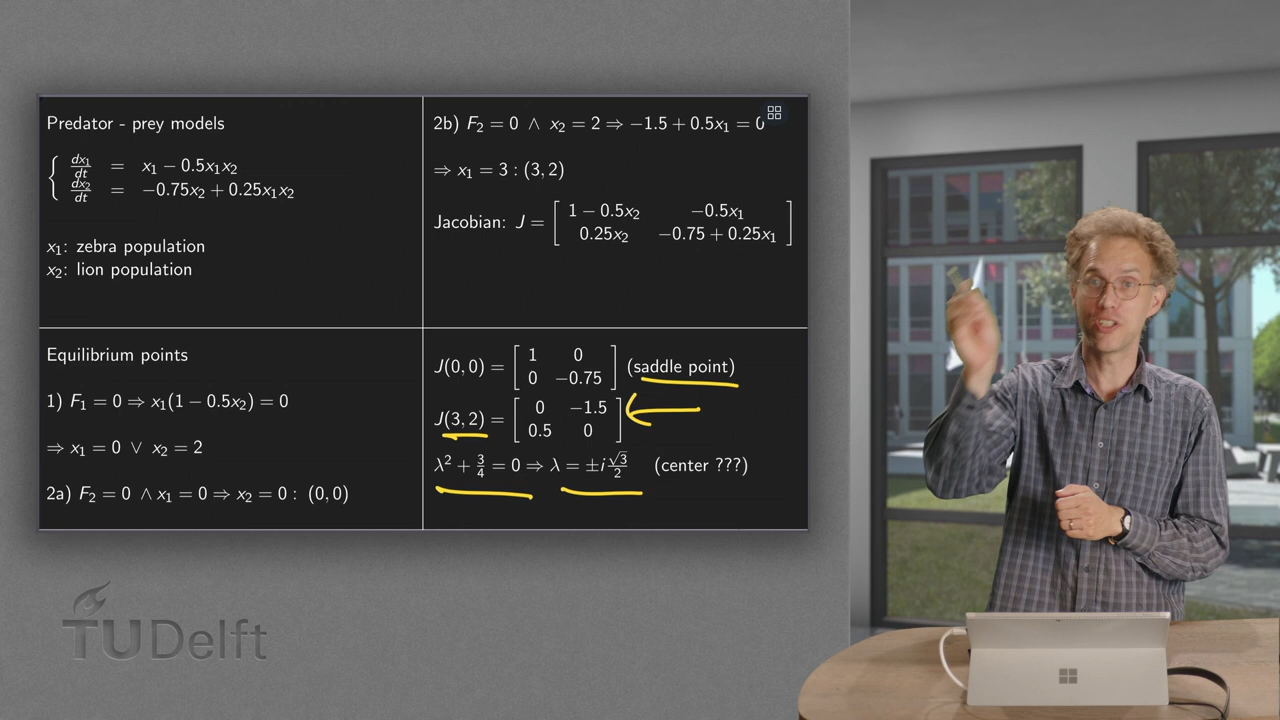 Predator - prey models
{ dx₁/dt = x₁ − 0.5x₁x₂
dx₂/dt = −0.75x₂ + 0.25x₁x₂
x₁: zebra population
x₂: lion population
2b) F₂ = 0 ∧ x₂ = 2 ⇒ −1.5 + 0.5x₁ = 0
⇒ x₁ = 3 : (3, 2)
Jacobian: J = [ 1 − 0.5x₂ −0.5x₁
0.25x₂ −0.75 + 0.25x₁ ]
Equilibrium points
1) F₁ = 0 ⇒ x₁(1 − 0.5x₂) = 0
⇒ x₁ = 0 ∨ x₂ = 2
2a) F₂ = 0 ∧ x₁ = 0 ⇒ x₂ = 0 : (0, 0)
J(0, 0) = [ 1 0
0 −0.75 ] (saddle point)
J(3, 2) = [ 0 −1.5
0.5 0 ]
λ² + 3/4 = 0 ⇒ λ = ±i √3/2 (center ???)
TUDelft